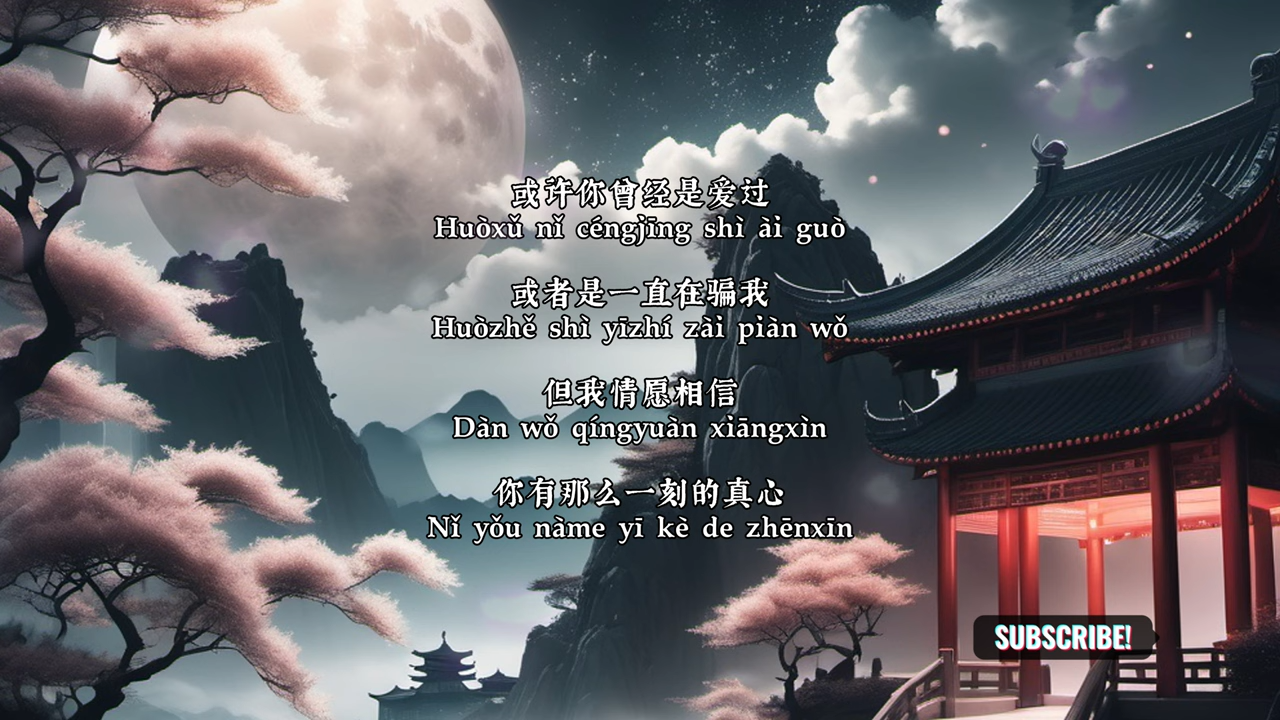 或许你曾经是爱过
Huòxǔ nǐ céngjīng shì ài guò
或者是一直在骗我
Huòzhě shì yīzhí zài piàn wǒ
但我情愿相信
Dàn wǒ qíngyuàn xiāngxìn
你有那么一刻的真心
Nǐ yǒu nàme yī kè de zhēnxīn
SUBSCRIBE!